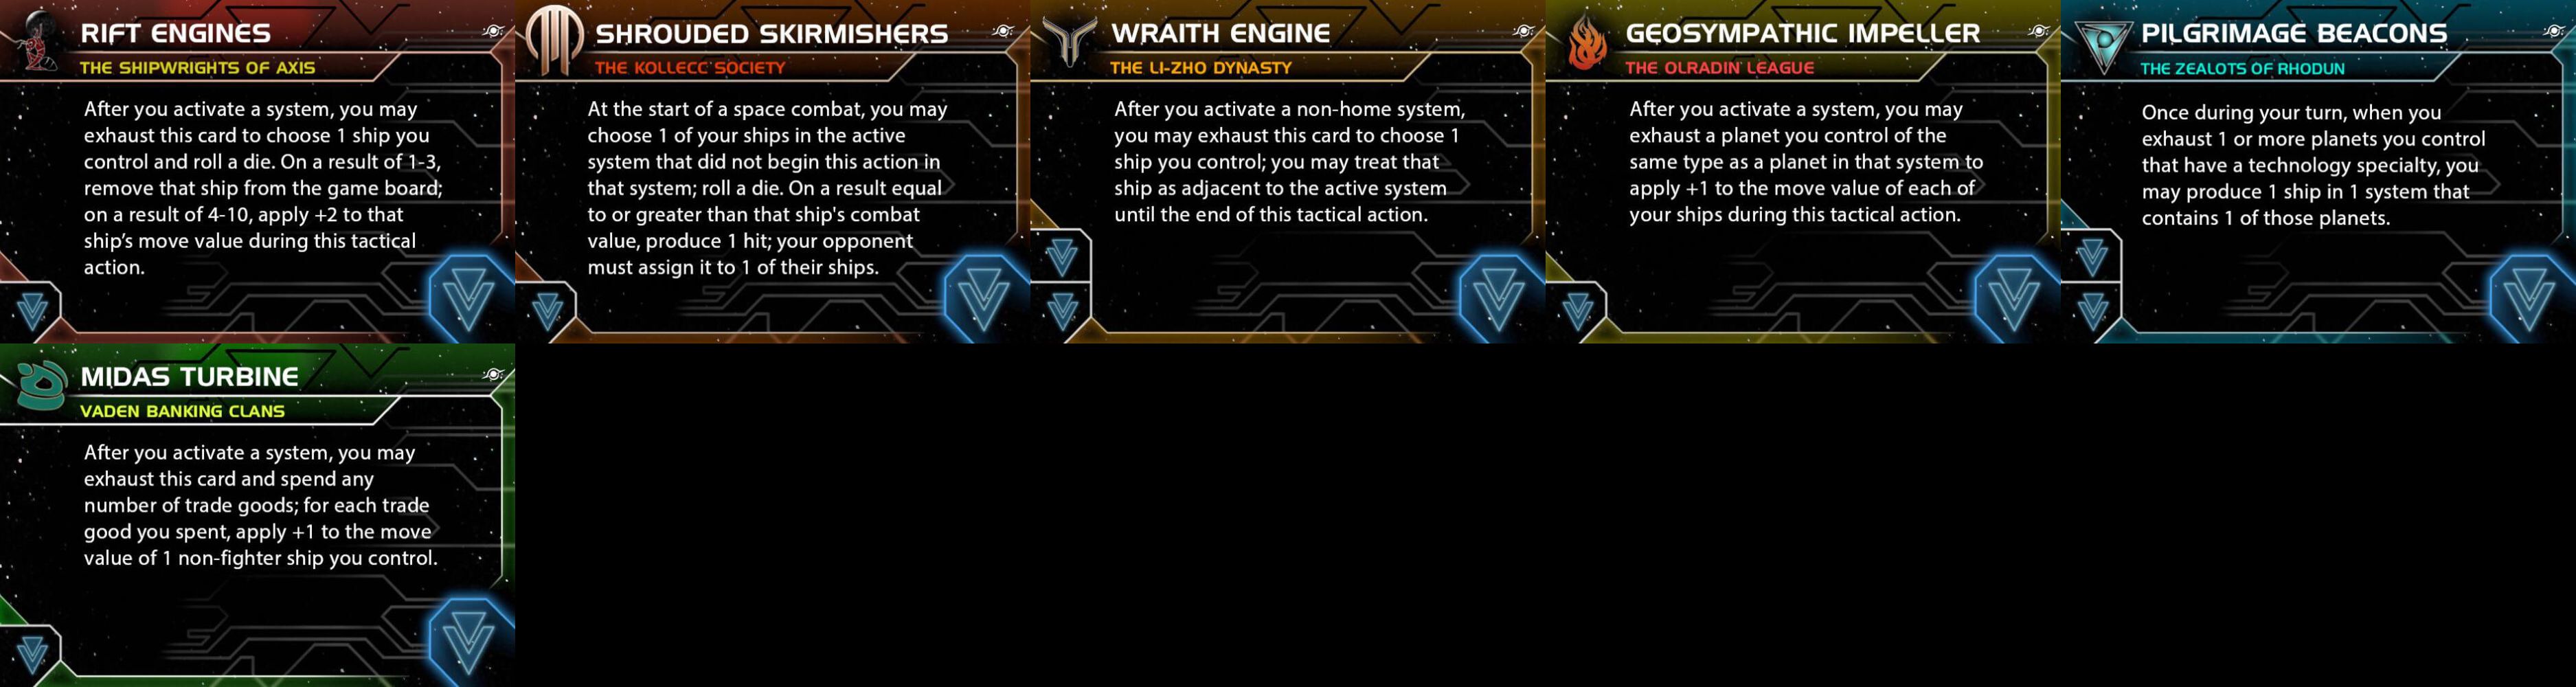 RIFT ENGINES
THE SHIPWRIGHTS OF AXIS
After you activate a system, you may
exhaust this card to choose 1 ship you
control and roll a die. On a result of 1-3,
remove that ship from the game board;
on a result of 4-10, apply +2 to that
ship's move value during this tactical
action.
SHROUDED SKIRMISHERS
THE KOLLECC SOCIETY
At the start of a space combat, you may
choose 1 of your ships in the active
system that did not begin this action in
that system; roll a die. On a result equal
to or greater than that ship's combat
value, produce 1 hit; your opponent
must assign it to 1 of their ships.
WRAITH ENGINE
THE LI-ZHO DYNASTY
After you activate a non-home system,
you may exhaust this card to choose 1
ship you control; you may treat that
ship as adjacent to the active system
until the end of this tactical action.
GEOSYMPATHIC IMPELLER
THE OLRADIN LEAGUE
After you activate a system, you may
exhaust a planet you control of the
same type as a planet in that system to
apply +1 to the move value of each of
your ships during this tactical action.
PILGRIMAGE BEACONS
THE ZEALOTS OF RHODUN
Once during your turn, when you
exhaust 1 or more planets you control
that have a technology specialty, you
may produce 1 ship in 1 system that
contains 1 of those planets.
MIDAS TURBINE
VADEN BANKING CLANS
After you activate a system, you may
exhaust this card and spend any
number of trade goods; for each trade
good you spent, apply +1 to the move
value of 1 non-fighter ship you control.